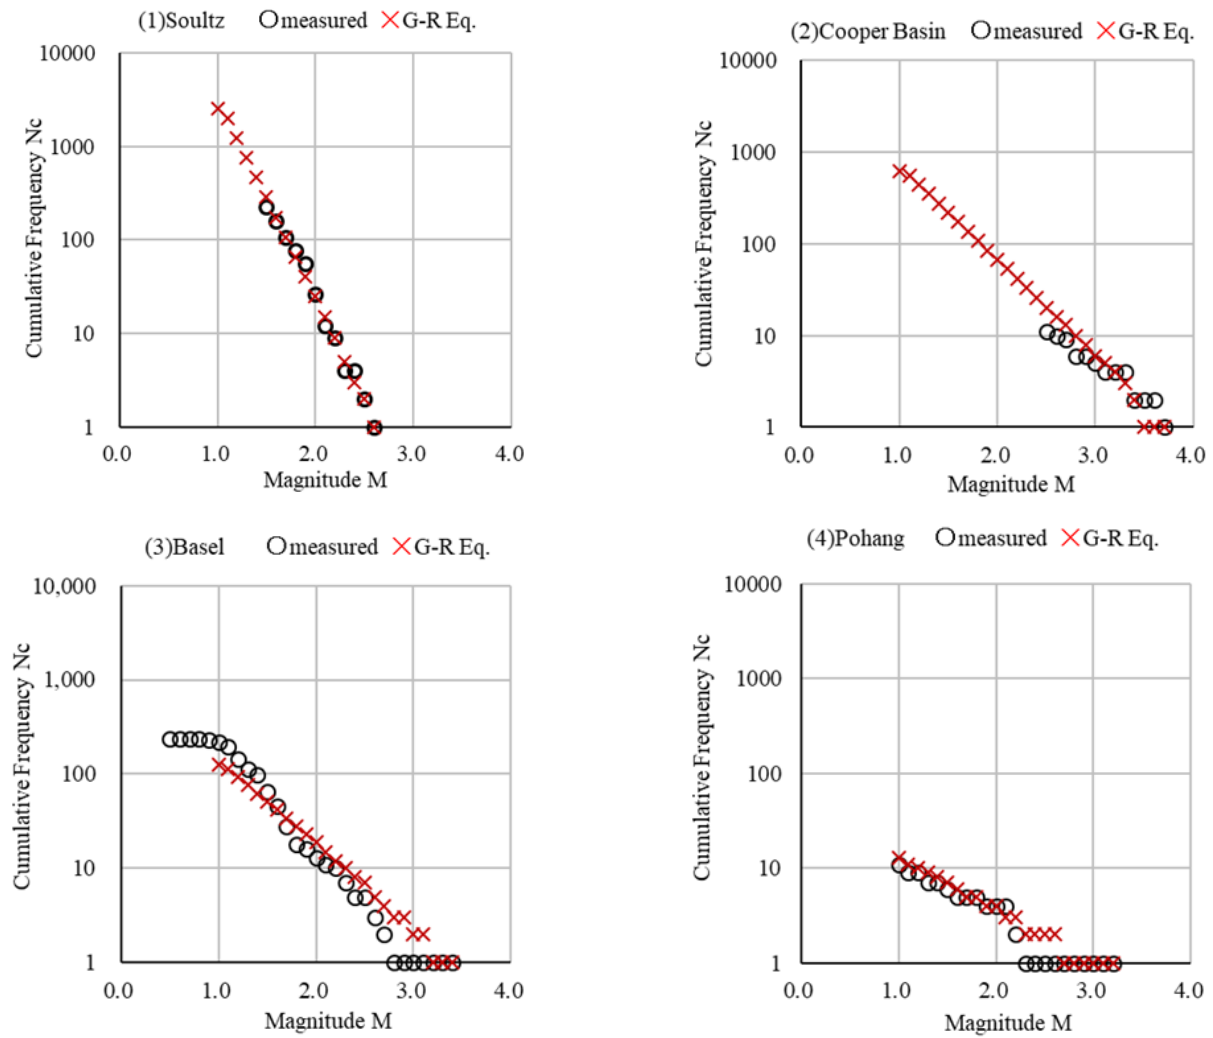 (1)Soultz measured G-R Eq.
10000
1000
100
10
1
0.0 1.0 2.0 3.0 4.0
Cumulative Frequency Nc
Magnitude M
(2)Cooper Basin measured G-R Eq.
10000
1000
100
10
1
0.0 1.0 2.0 3.0 4.0
Cumulative Frequency Nc
Magnitude M
(3)Basel measured G-R Eq.
10,000
1,000
100
10
1
0.0 1.0 2.0 3.0 4.0
Cumulative Frequency Nc
Magnitude M
(4)Pohang measured G-R Eq.
10000
1000
100
10
1
0.0 1.0 2.0 3.0 4.0
Cumulative Frequency Nc
Magnitude M